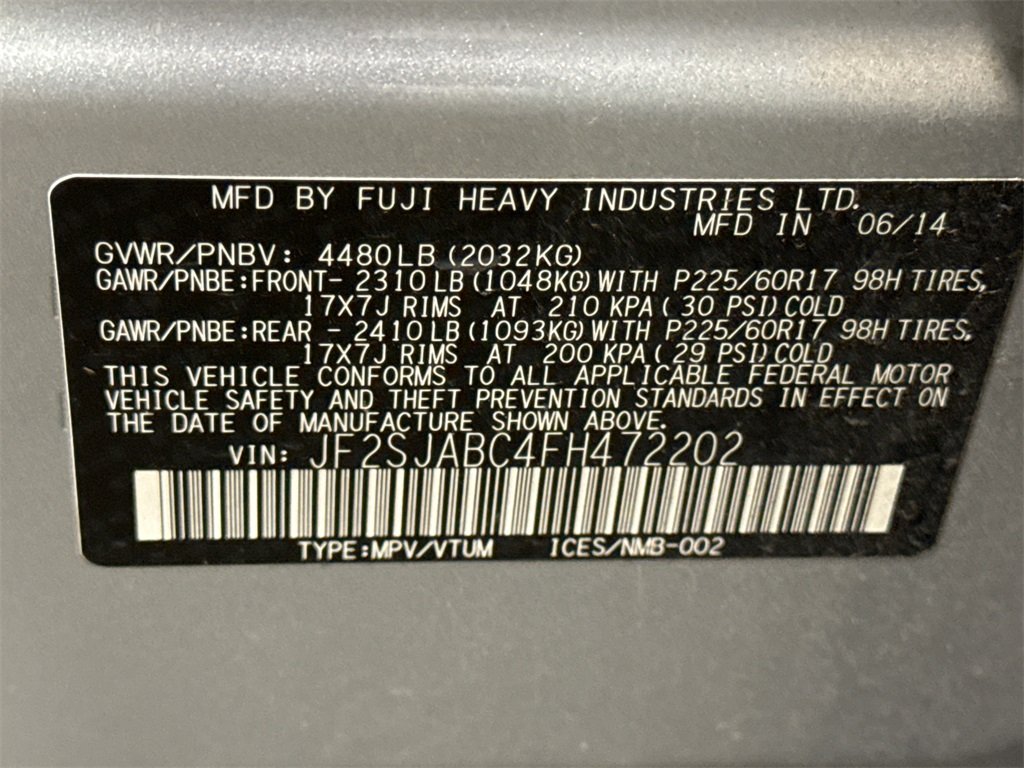 MFD BY FUJI HEAVY INDUSTRIES LTD.
MFD IN 06/14
GVWR/PNBV: 4480LB (2032KG)
GAWR/PNBE:FRONT- 2310 LB (1048KG) WITH P225/60R17 98H TIRES,
17X7J RIMS AT 210 KPA ( 30 PSI) COLD
GAWR/PNBE:REAR - 2410 LB (1093KG) WITH P225/60R17 98H TIRES,
17X7J RIMS AT 200 KPA ( 29 PSI) COLD
THIS VEHICLE CONFORMS TO ALL APPLICABLE FEDERAL MOTOR
VEHICLE SAFETY AND THEFT PREVENTION STANDARDS IN EFFECT ON
THE DATE OF MANUFACTURE SHOWN ABOVE.
VIN: JF2SJABC4FH472202
TYPE:MPV/VTUM ICES/NMB-002